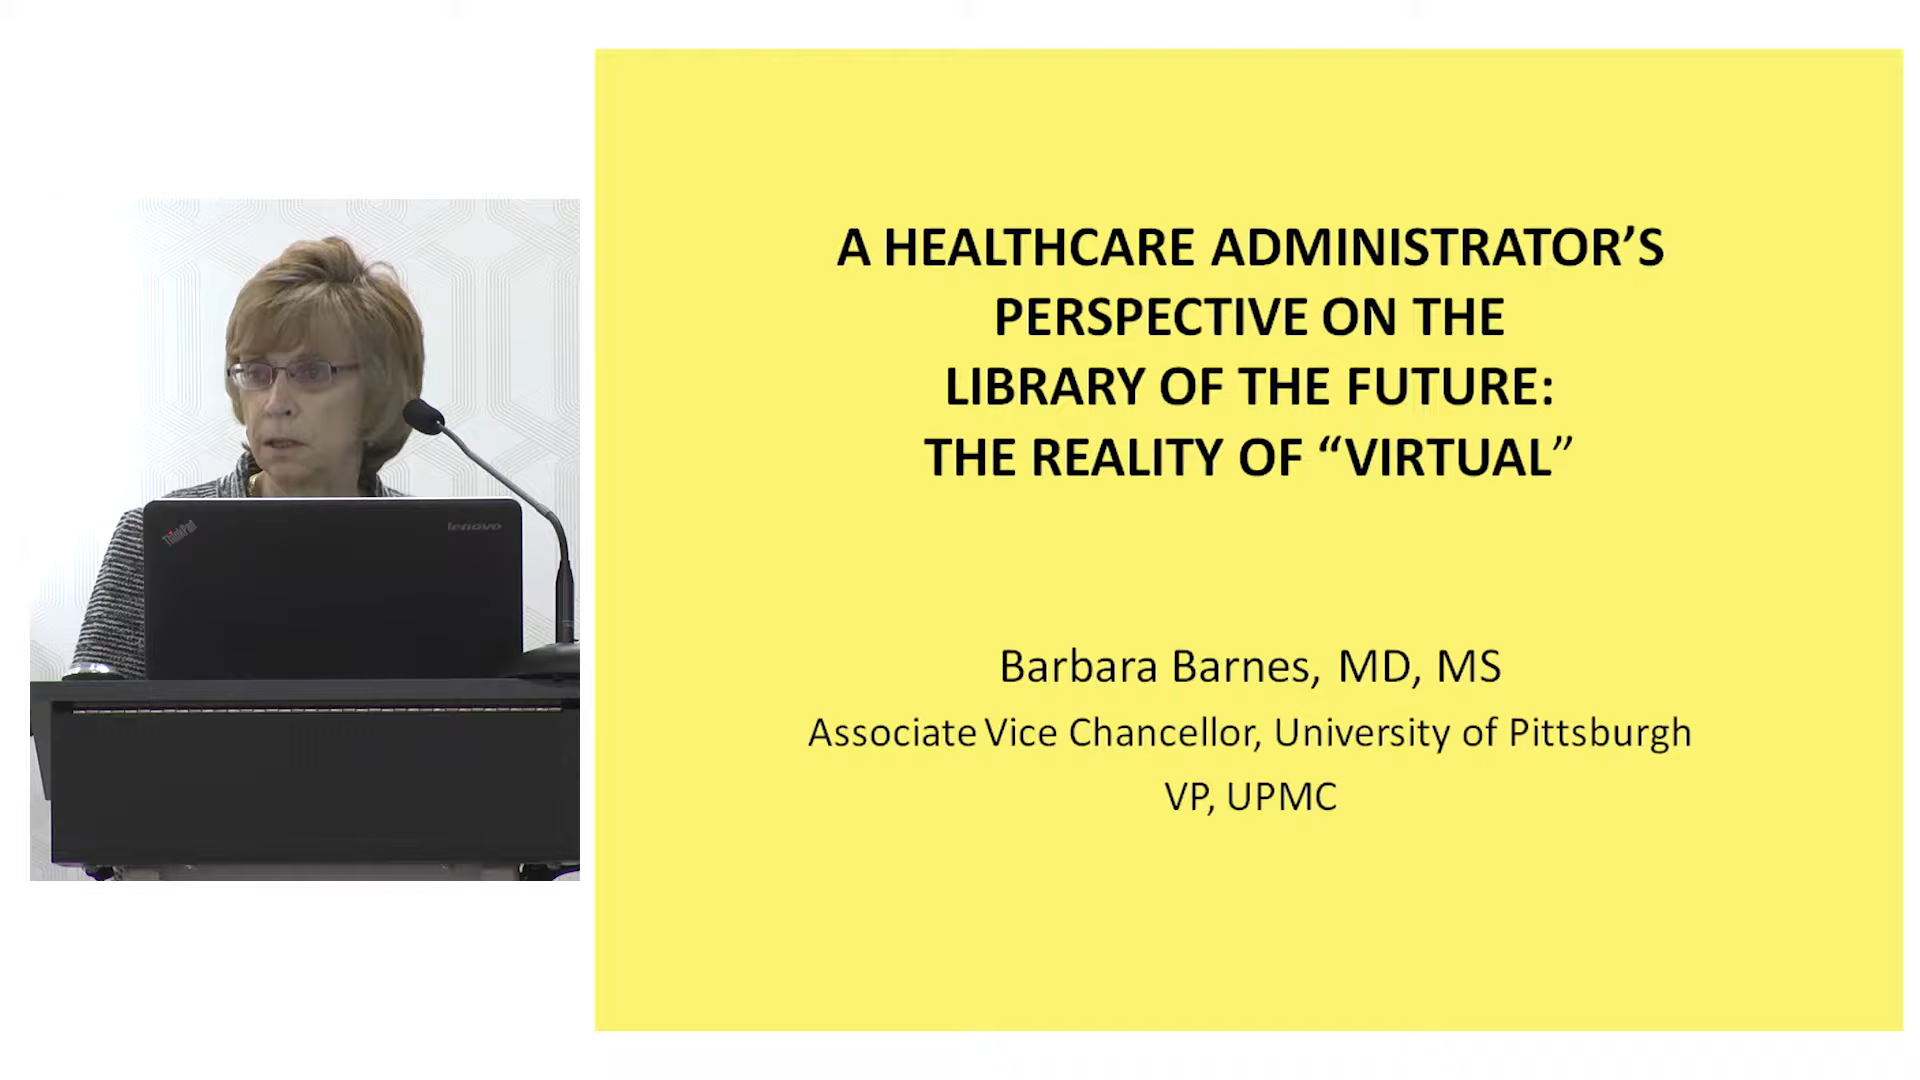 ThinkPad
lenovo
A HEALTHCARE ADMINISTRATOR’S
PERSPECTIVE ON THE
LIBRARY OF THE FUTURE:
THE REALITY OF “VIRTUAL”
Barbara Barnes, MD, MS
Associate Vice Chancellor, University of Pittsburgh
VP, UPMC